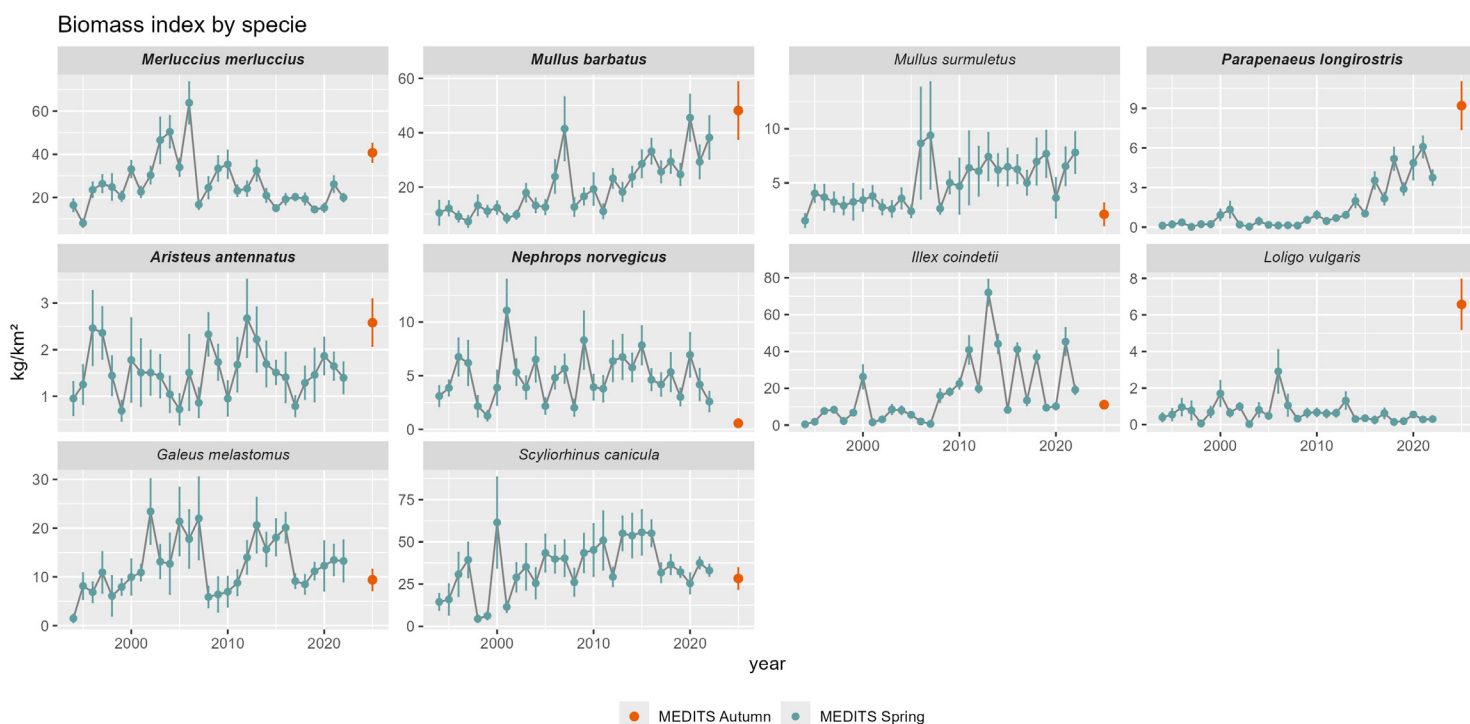 Biomass index by specie
Merluccius merluccius
Mullus barbatus
Mullus surmuletus
Parapenaeus longirostris
60
40
20
60
40
20
10
5
9
6
3
0
Aristeus antennatus
Nephrops norvegicus
Illex coindetii
Loligo vulgaris
3
2
1
10
5
0
80
60
40
20
0
8
6
4
2
0
kg/km²
2000 2010 2020
2000 2010 2020
Galeus melastomus
Scyliorhinus canicula
30
20
10
0
75
50
25
0
2000 2010 2020
2000 2010 2020
year
MEDITS Autumn MEDITS Spring